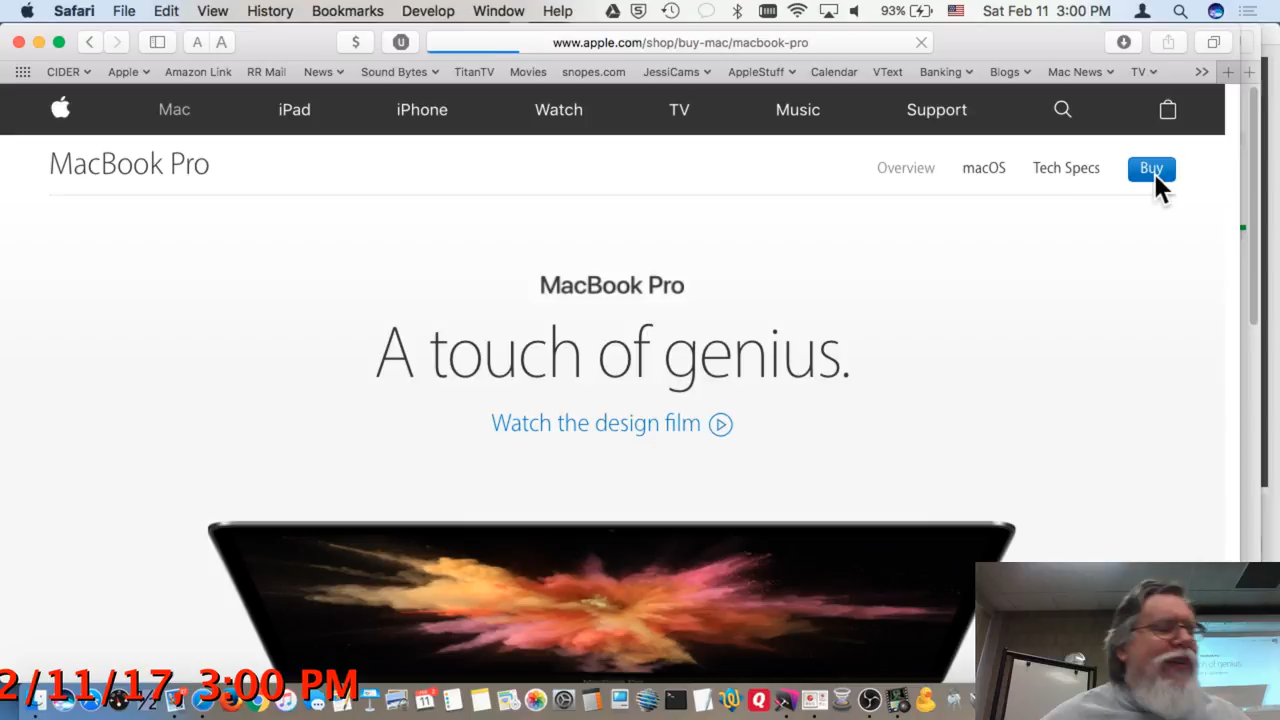 Safari File Edit View History Bookmarks Develop Window Help 93% Sat Feb 11 3:00 PM
A A $ U www.apple.com/shop/buy-mac/macbook-pro
CIDER Apple Amazon Link RR Mail News Sound Bytes TitanTV Movies snopes.com JessiCams AppleStuff Calendar VText Banking Blogs Mac News TV
Mac iPad iPhone Watch TV Music Support
MacBook Pro Overview macOS Tech Specs Buy
MacBook Pro
A touch of genius.
Watch the design film
2/11/17, 3:00 PM